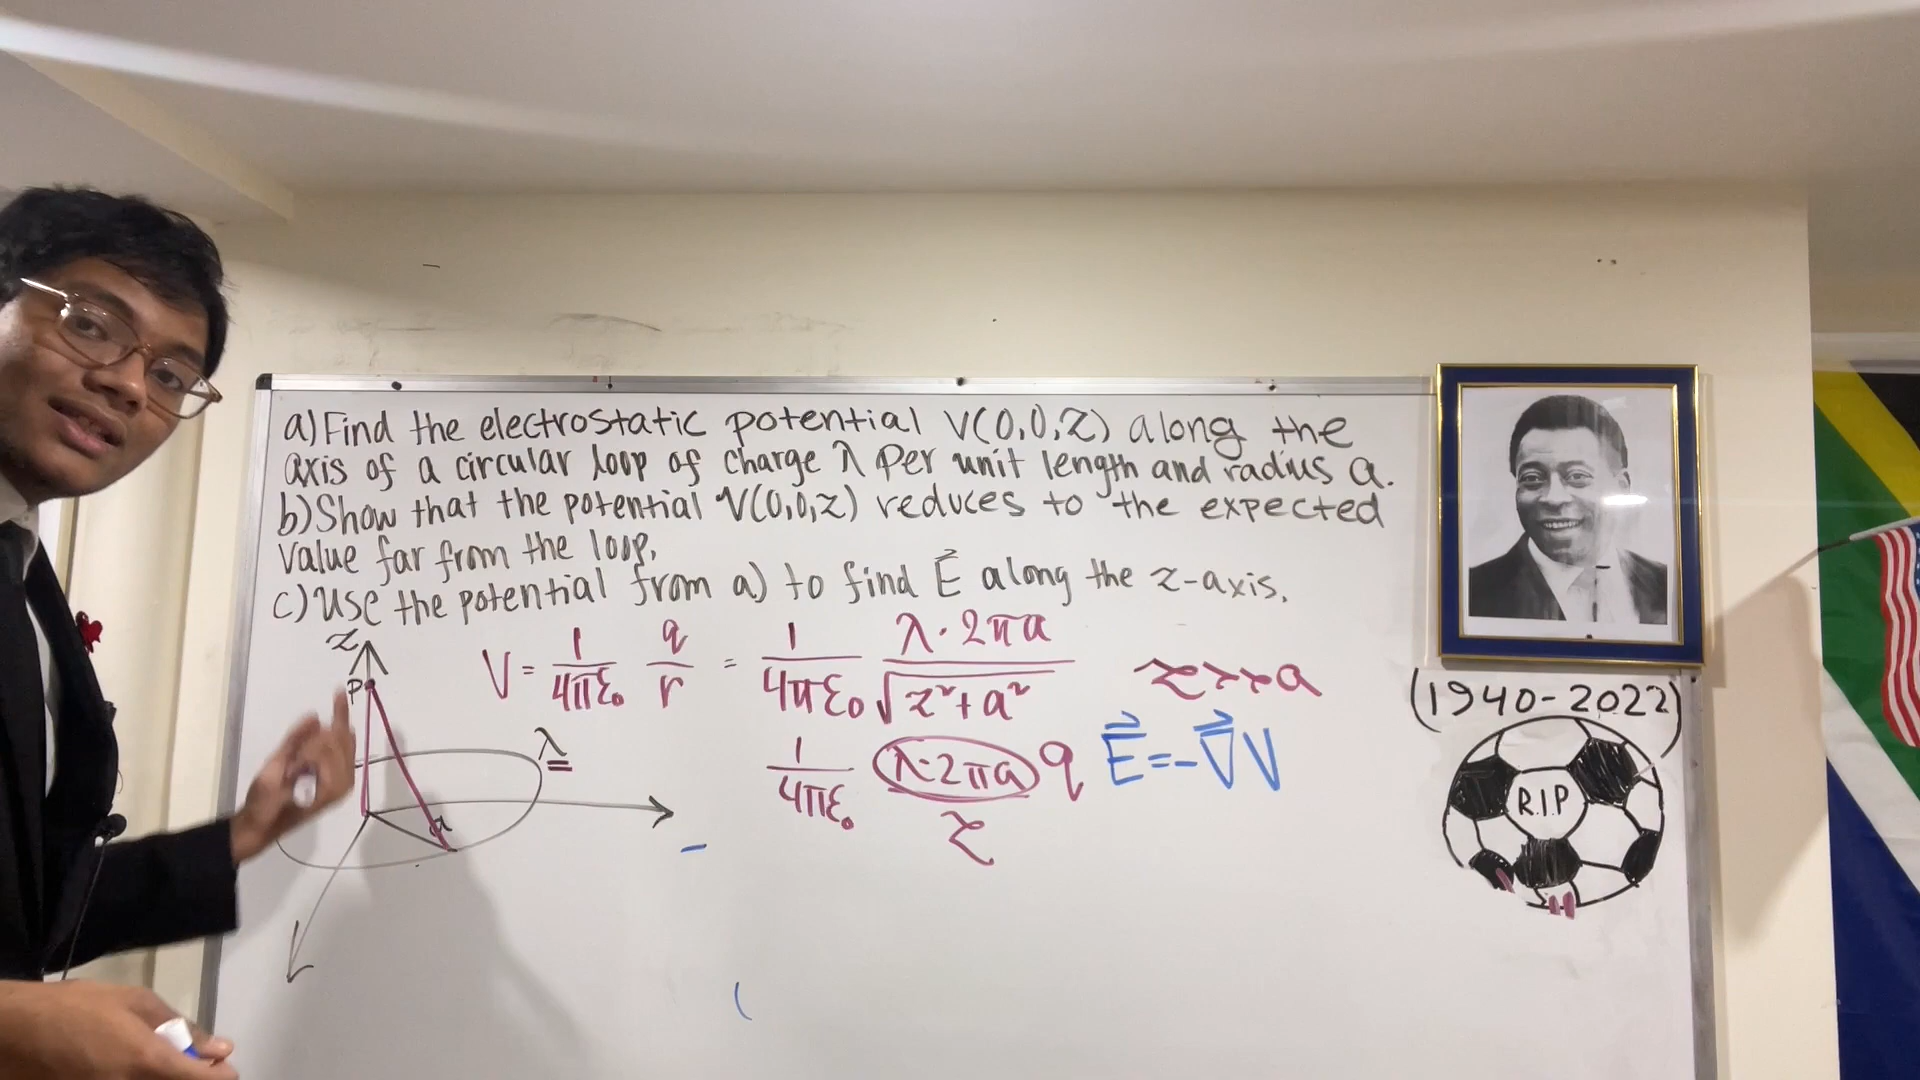 a) Find the electrostatic potential V(0,0,z) along the
axis of a circular loop of charge λ per unit length and radius a.
b) Show that the potential V(0,0,z) reduces to the expected
value far from the loop.
c) Use the potential from a) to find E⃗ along the z-axis.
V = 1/4πε₀ q/r = 1/4πε₀ λ·2πa/√z²+a²
z>>a
1/4πε₀ λ·2πa/z q
E⃗ = -∇⃗V
z
P
λ
a
(1940-2022)
R.I.P